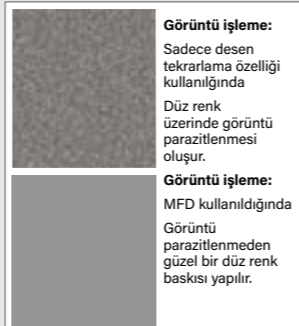 Görüntü işleme:
Sadece desen
tekrarlama özelliği
kullanılğında
Düz renk
üzerinde görüntü
parazitlenmesi
oluşur.
Görüntü işleme:
MFD kullanıldığında
Görüntü
parazitlenmeden
güzel bir düz renk
baskısı yapılır.